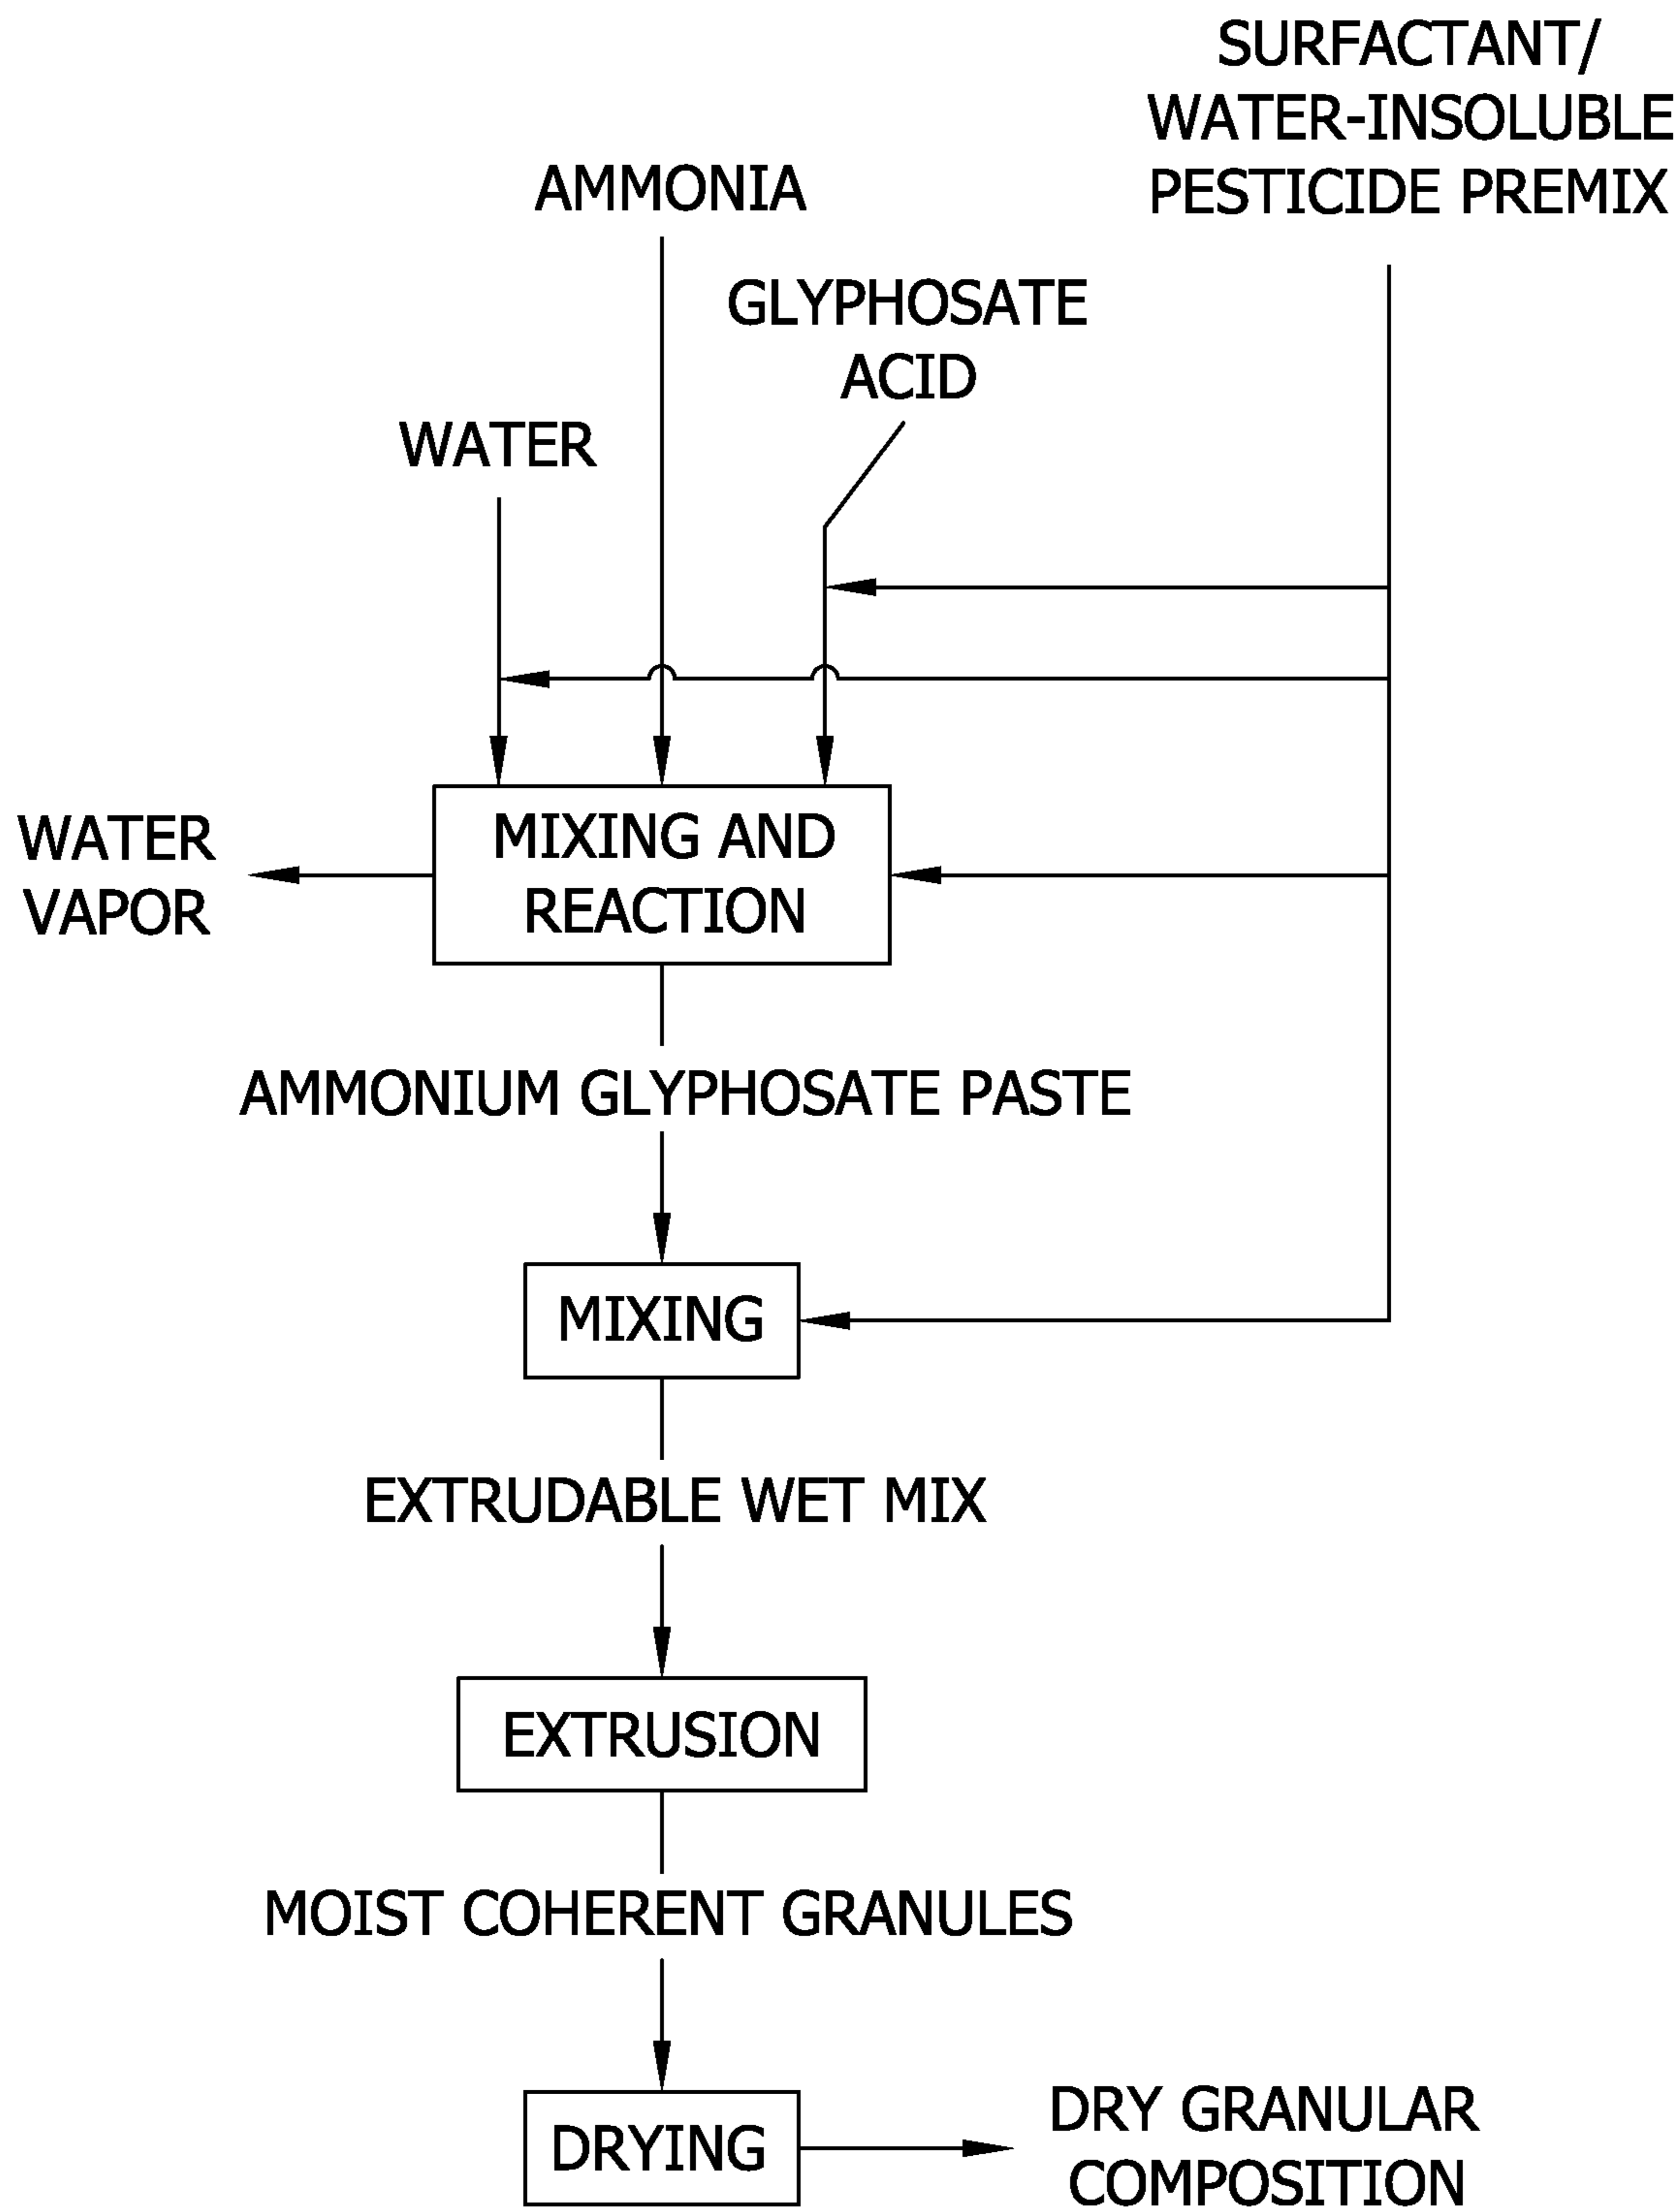 SURFACTANT/
WATER-INSOLUBLE
PESTICIDE PREMIX
AMMONIA
GLYPHOSATE
ACID
WATER
MIXING AND
REACTION
WATER
VAPOR
AMMONIUM GLYPHOSATE PASTE
MIXING
EXTRUDABLE WET MIX
EXTRUSION
MOIST COHERENT GRANULES
DRYING
DRY GRANULAR
COMPOSITION